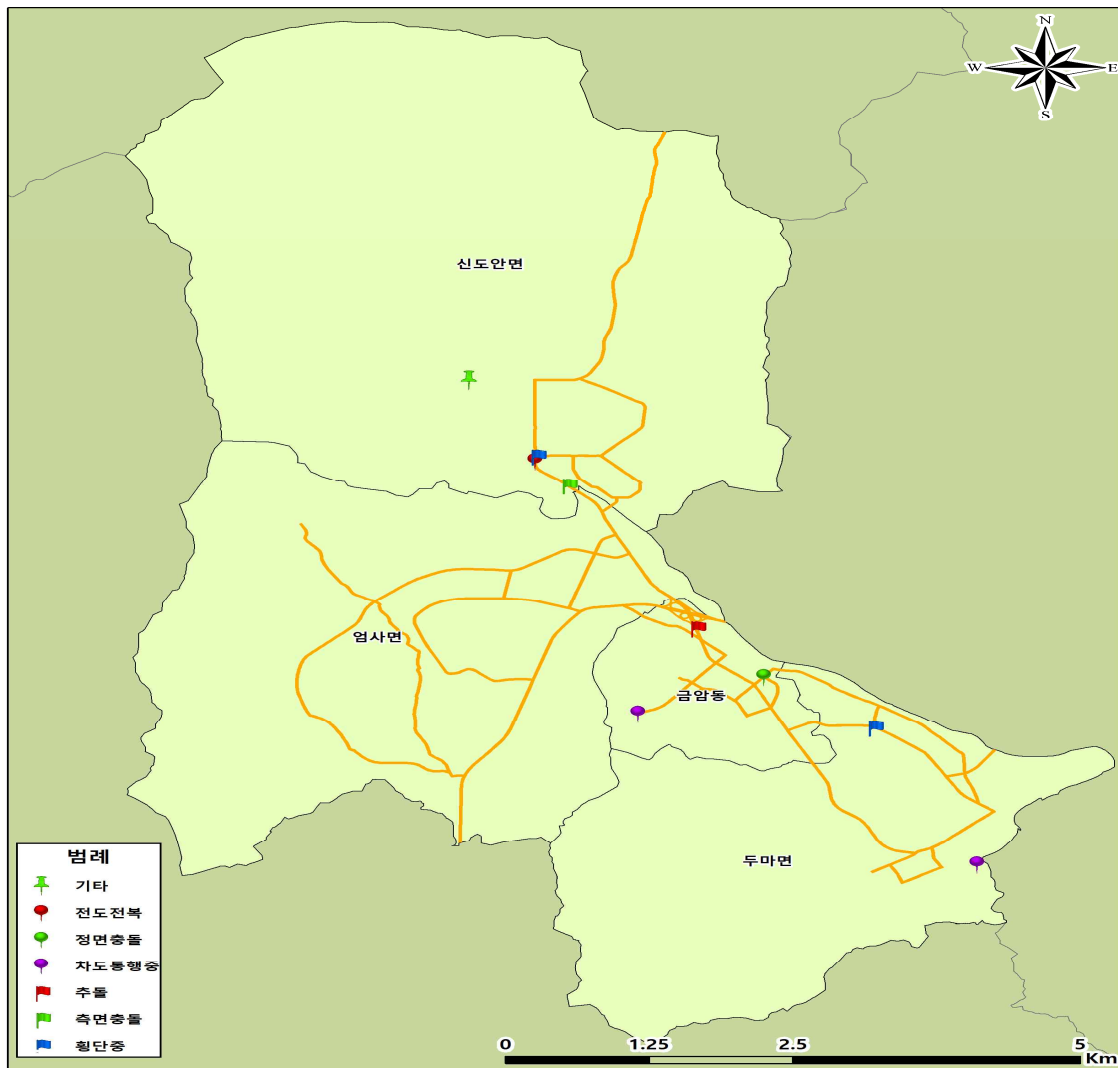 N
W
E
S
신도안면
엄사면
금암동
두마면
범례
기타
전도전복
정면충돌
차도통행중
추돌
측면충돌
횡단중
0 1.25 2.5 5
Km